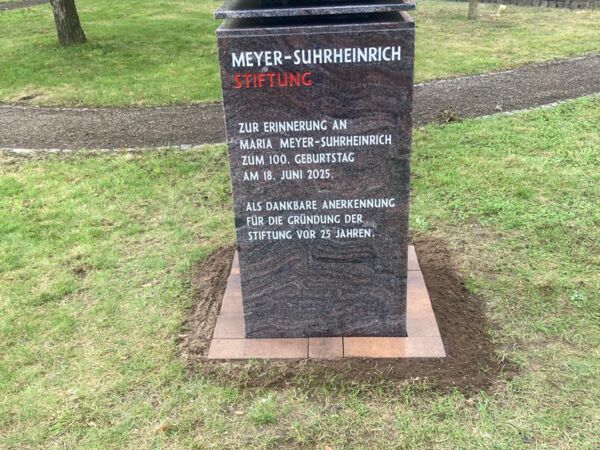 MEYER-SUHRHEINRICH
STIFTUNG
ZUR ERINNERUNG AN
MARIA MEYER-SUHRHEINRICH
ZUM 100. GEBURTSTAG
AM 18. JUNI 2025.
ALS DANKBARE ANERKENNUNG
FÜR DIE GRÜNDUNG DER
STIFTUNG VOR 25 JAHREN.